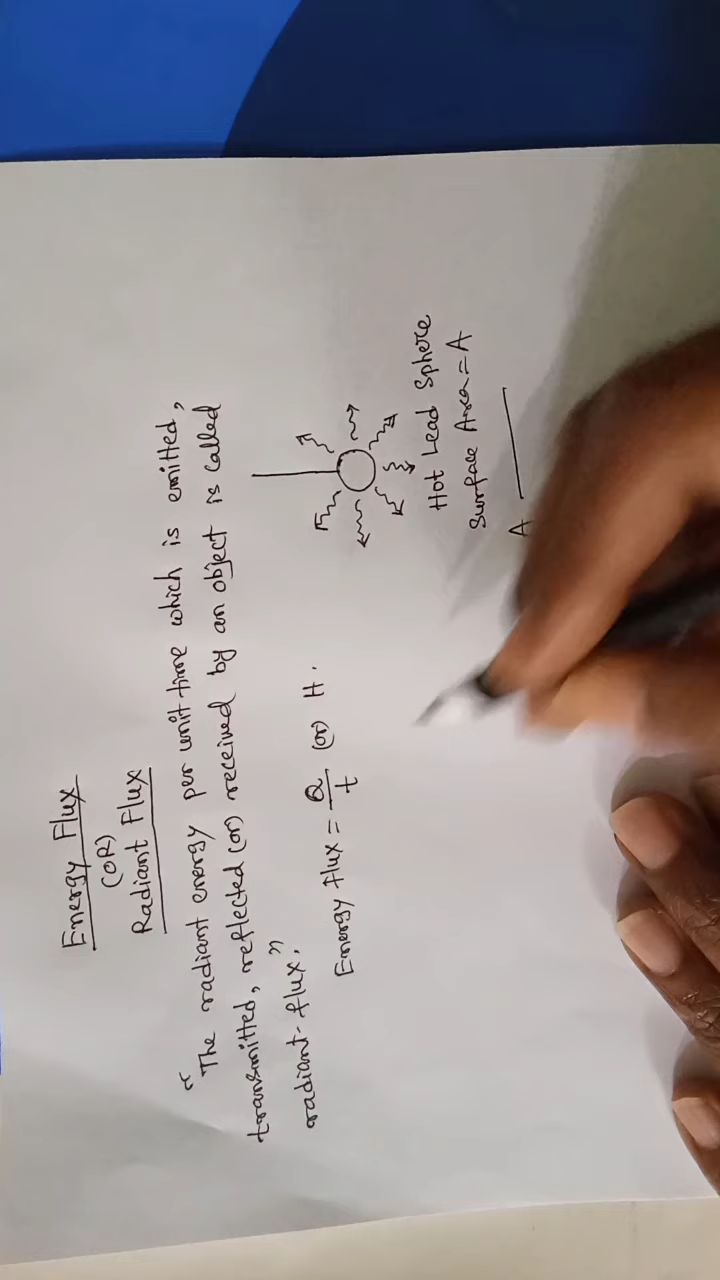 Energy Flux
(OR)
Radiant Flux
"The radiant energy per unit time which is emitted,
transmitted, reflected (or) received by an object is called
radiant-flux."
Energy flux = Q/t (or) H.
Hot Lead Sphere
Surface Area = A
A